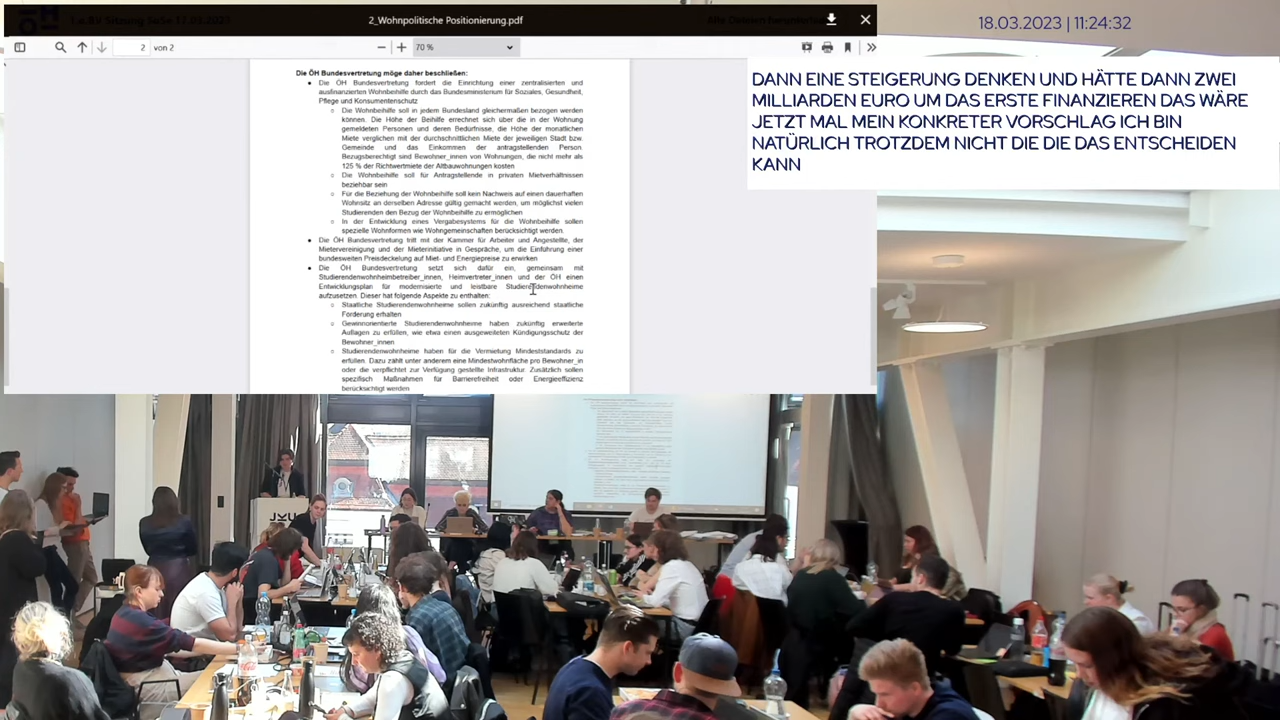 1.o.BV Sitzung SoSe 17.03.2023
2_Wohnpolitische Positionierung.pdf
18.03.2023 | 11:24:32
2 von 2
70 %
DANN EINE STEIGERUNG DENKEN UND HÄTTE DANN ZWEI
MILLIARDEN EURO UM DAS ERSTE FINANZIEREN DAS WÄRE
JETZT MAL MEIN KONKRETER VORSCHLAG ICH BIN
NATÜRLICH TROTZDEM NICHT DIE DIE DAS ENTSCHEIDEN
KANN
Die ÖH Bundesvertretung möge daher beschließen:
• Die ÖH Bundesvertretung fordert die Einrichtung einer zentralisierten und
ausfinanzierten Wohnbeihilfe durch das Bundesministerium für Soziales, Gesundheit,
Pflege und Konsumentenschutz
○ Die Wohnbeihilfe soll in jedem Bundesland gleichermaßen bezogen werden
können. Die Höhe der Beihilfe errechnet sich über die in der Wohnung
gemeldeten Personen und deren Bedürfnisse, die Höhe der monatlichen
Miete verglichen mit der durchschnittlichen Miete der jeweiligen Stadt bzw.
Gemeinde und das Einkommen der antragstellenden Person.
Bezugsberechtigt sind Bewohner_innen von Wohnungen, die nicht mehr als
125 % der Richtwertmiete der Altbauwohnungen kosten
○ Die Wohnbeihilfe soll für Antragstellende in privaten Mietverhältnissen
beziehbar sein
○ Für die Beziehung der Wohnbeihilfe soll kein Nachweis auf einen dauerhaften
Wohnsitz an derselben Adresse gültig gemacht werden, um möglichst vielen
Studierenden den Bezug der Wohnbeihilfe zu ermöglichen
○ In der Entwicklung eines Vergabesystems für die Wohnbeihilfe sollen
spezielle Wohnformen wie Wohngemeinschaften berücksichtigt werden.
• Die ÖH Bundesvertretung tritt mit der Kammer für Arbeiter und Angestellte, der
Mietervereinigung und der Mieterinitiative in Gespräche, um die Einführung einer
bundesweiten Preisdeckelung auf Miet- und Energiepreise zu erwirken
• Die ÖH Bundesvertretung setzt sich dafür ein, gemeinsam mit
Studierendenwohnheimbetreiber_innen, Heimvertreter_innen und der ÖH einen
Entwicklungsplan für modernisierte und leistbare Studierendenwohnheime
aufzusetzen. Dieser hat folgende Aspekte zu enthalten:
○ Staatliche Studierendenwohnheime sollen zukünftig ausreichend staatliche
Förderung erhalten
○ Gewinnorientierte Studierendenwohnheime haben zukünftig erweiterte
Auflagen zu erfüllen, wie etwa einen ausgeweiteten Kündigungsschutz der
Bewohner_innen
○ Studierendenwohnheime haben für die Vermietung Mindeststandards zu
erfüllen. Dazu zählt unter anderem eine Mindestwohnfläche pro Bewohner_in
oder die verpflichtet zur Verfügung gestellte Infrastruktur. Zusätzlich sollen
spezifisch Maßnahmen für Barrierefreiheit oder Energieeffizienz
berücksichtigt werden
JKU